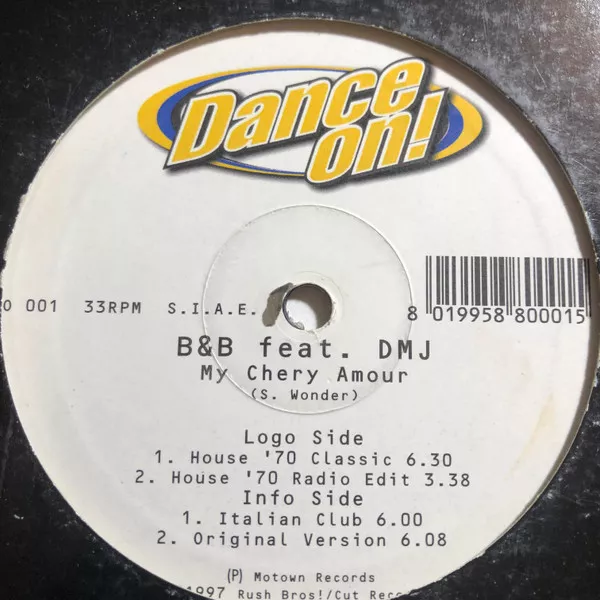 Dance
on!
o 001 33RPM S.I.A.E.
8 019958 800015
B&B feat. DMJ
My Chery Amour
(S. Wonder)
Logo Side
1. House '70 Classic 6.30
2. House '70 Radio Edit 3.38
Info Side
1. Italian Club 6.00
2. Original Version 6.08
(P) Motown Records
1997 Rush Bros!/Cut Rec